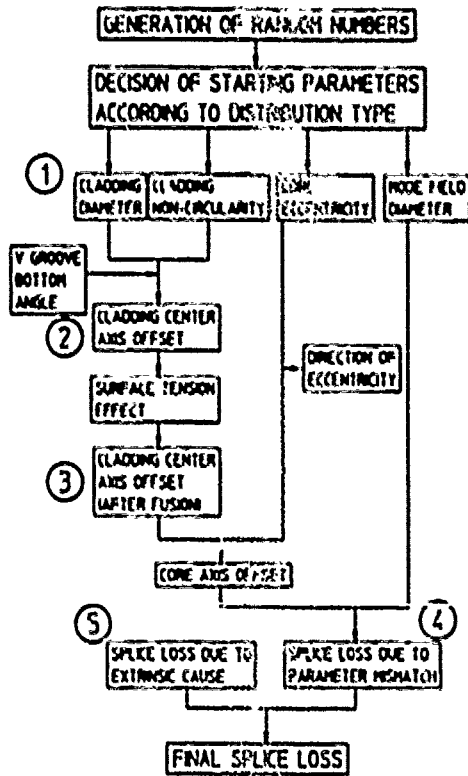 GENERATION OF RANDOM NUMBERS
DECISION OF STARTING PARAMETERS
ACCORDING TO DISTRIBUTION TYPE
1
CLADDING
DIAMETER
CLADDING
NON-CIRCULARITY
CORE
ECCENTRICITY
MODE FIELD
DIAMETER
V GROOVE
BOTTOM
ANGLE
2
CLADDING CENTER
AXIS OFFSET
DIRECTION OF
ECCENTRICITY
SURFACE TENSION
EFFECT
3
CLADDING CENTER
AXIS OFFSET
(AFTER FUSION)
CORE AXIS OFFSET
5
4
SPLICE LOSS DUE TO
EXTRINSIC CAUSE
SPLICE LOSS DUE TO
PARAMETER MISMATCH
FINAL SPLICE LOSS